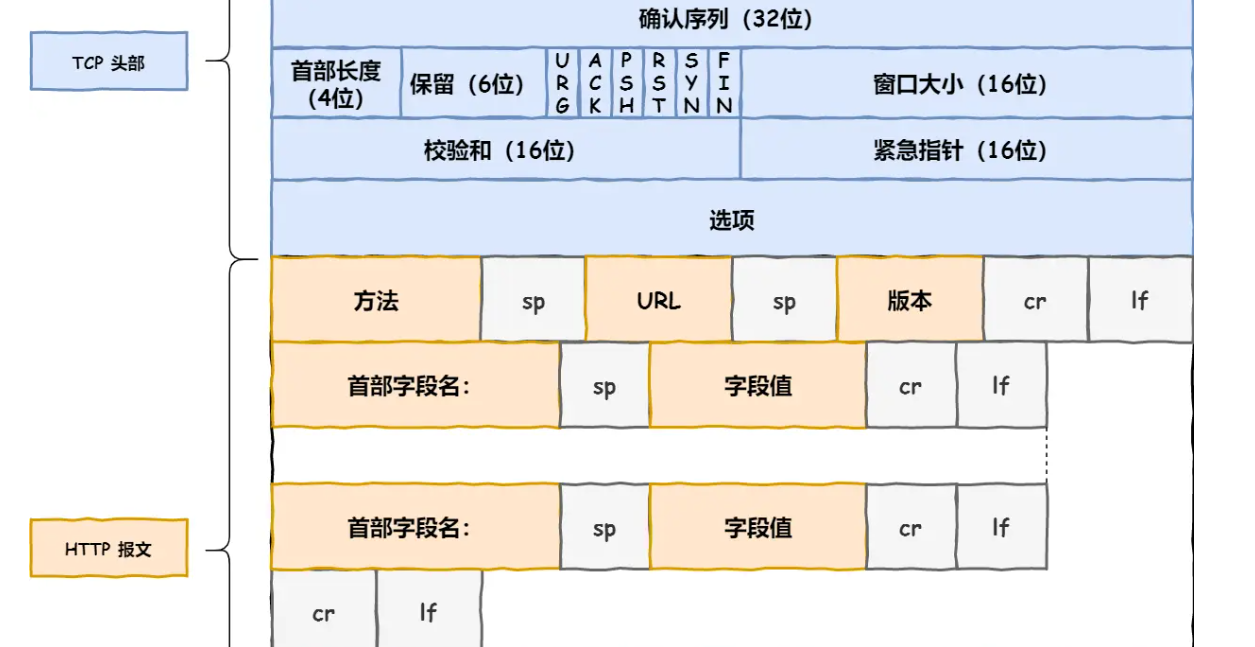 确认序列（32位）
TCP 头部
首部长度
（4位）
保留（6位）
URG
ACK
PSH
RST
SYN
FIN
窗口大小（16位）
校验和（16位）
紧急指针（16位）
选项
方法
sp
URL
sp
版本
cr
lf
首部字段名：
sp
字段值
cr
lf
首部字段名：
sp
字段值
cr
lf
HTTP 报文
cr
lf